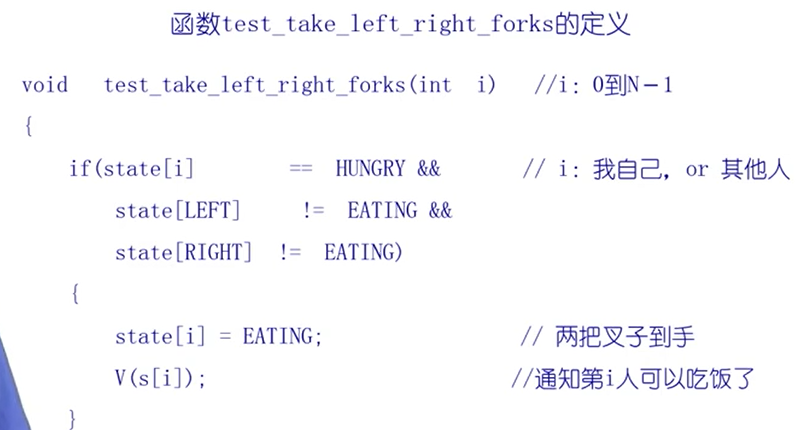 函数test_take_left_right_forks的定义
void test_take_left_right_forks(int i) //i: 0到N-1
{
if(state[i] == HUNGRY && // i: 我自己, or 其他人
state[LEFT] != EATING &&
state[RIGHT] != EATING)
{
state[i] = EATING; // 两把叉子到手
V(s[i]); //通知第i人可以吃饭了
}